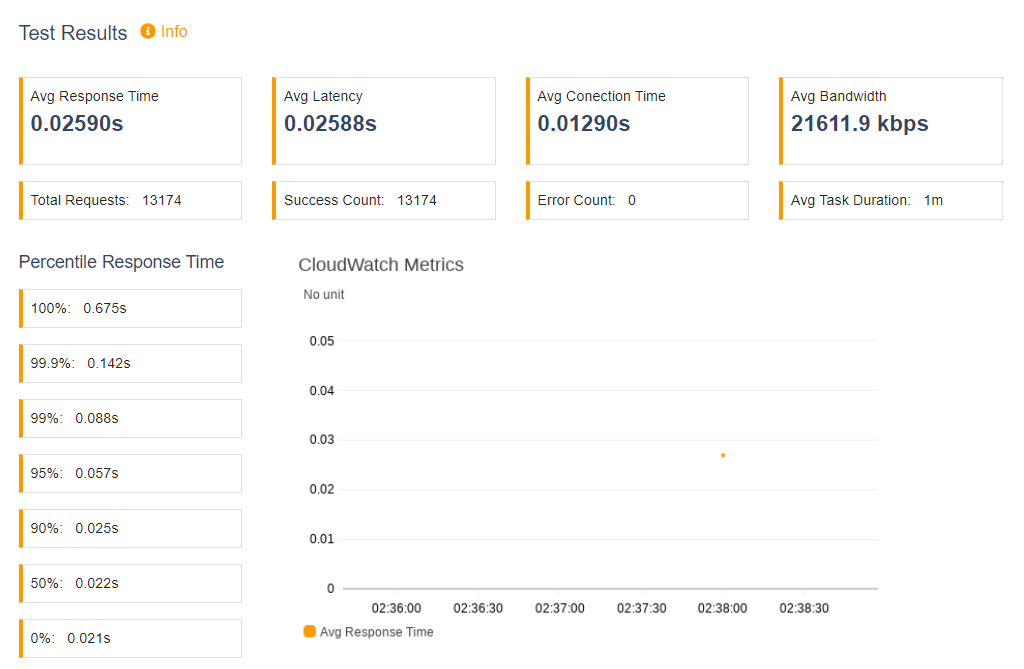 Test Results Info
Avg Response Time
0.02590s
Avg Latency
0.02588s
Avg Conection Time
0.01290s
Avg Bandwidth
21611.9 kbps
Total Requests: 13174
Success Count: 13174
Error Count: 0
Avg Task Duration: 1m
Percentile Response Time
100%: 0.675s
99.9%: 0.142s
99%: 0.088s
95%: 0.057s
90%: 0.025s
50%: 0.022s
0%: 0.021s
CloudWatch Metrics
No unit
0.05
0.04
0.03
0.02
0.01
0
02:36:00 02:36:30 02:37:00 02:37:30 02:38:00 02:38:30
Avg Response Time